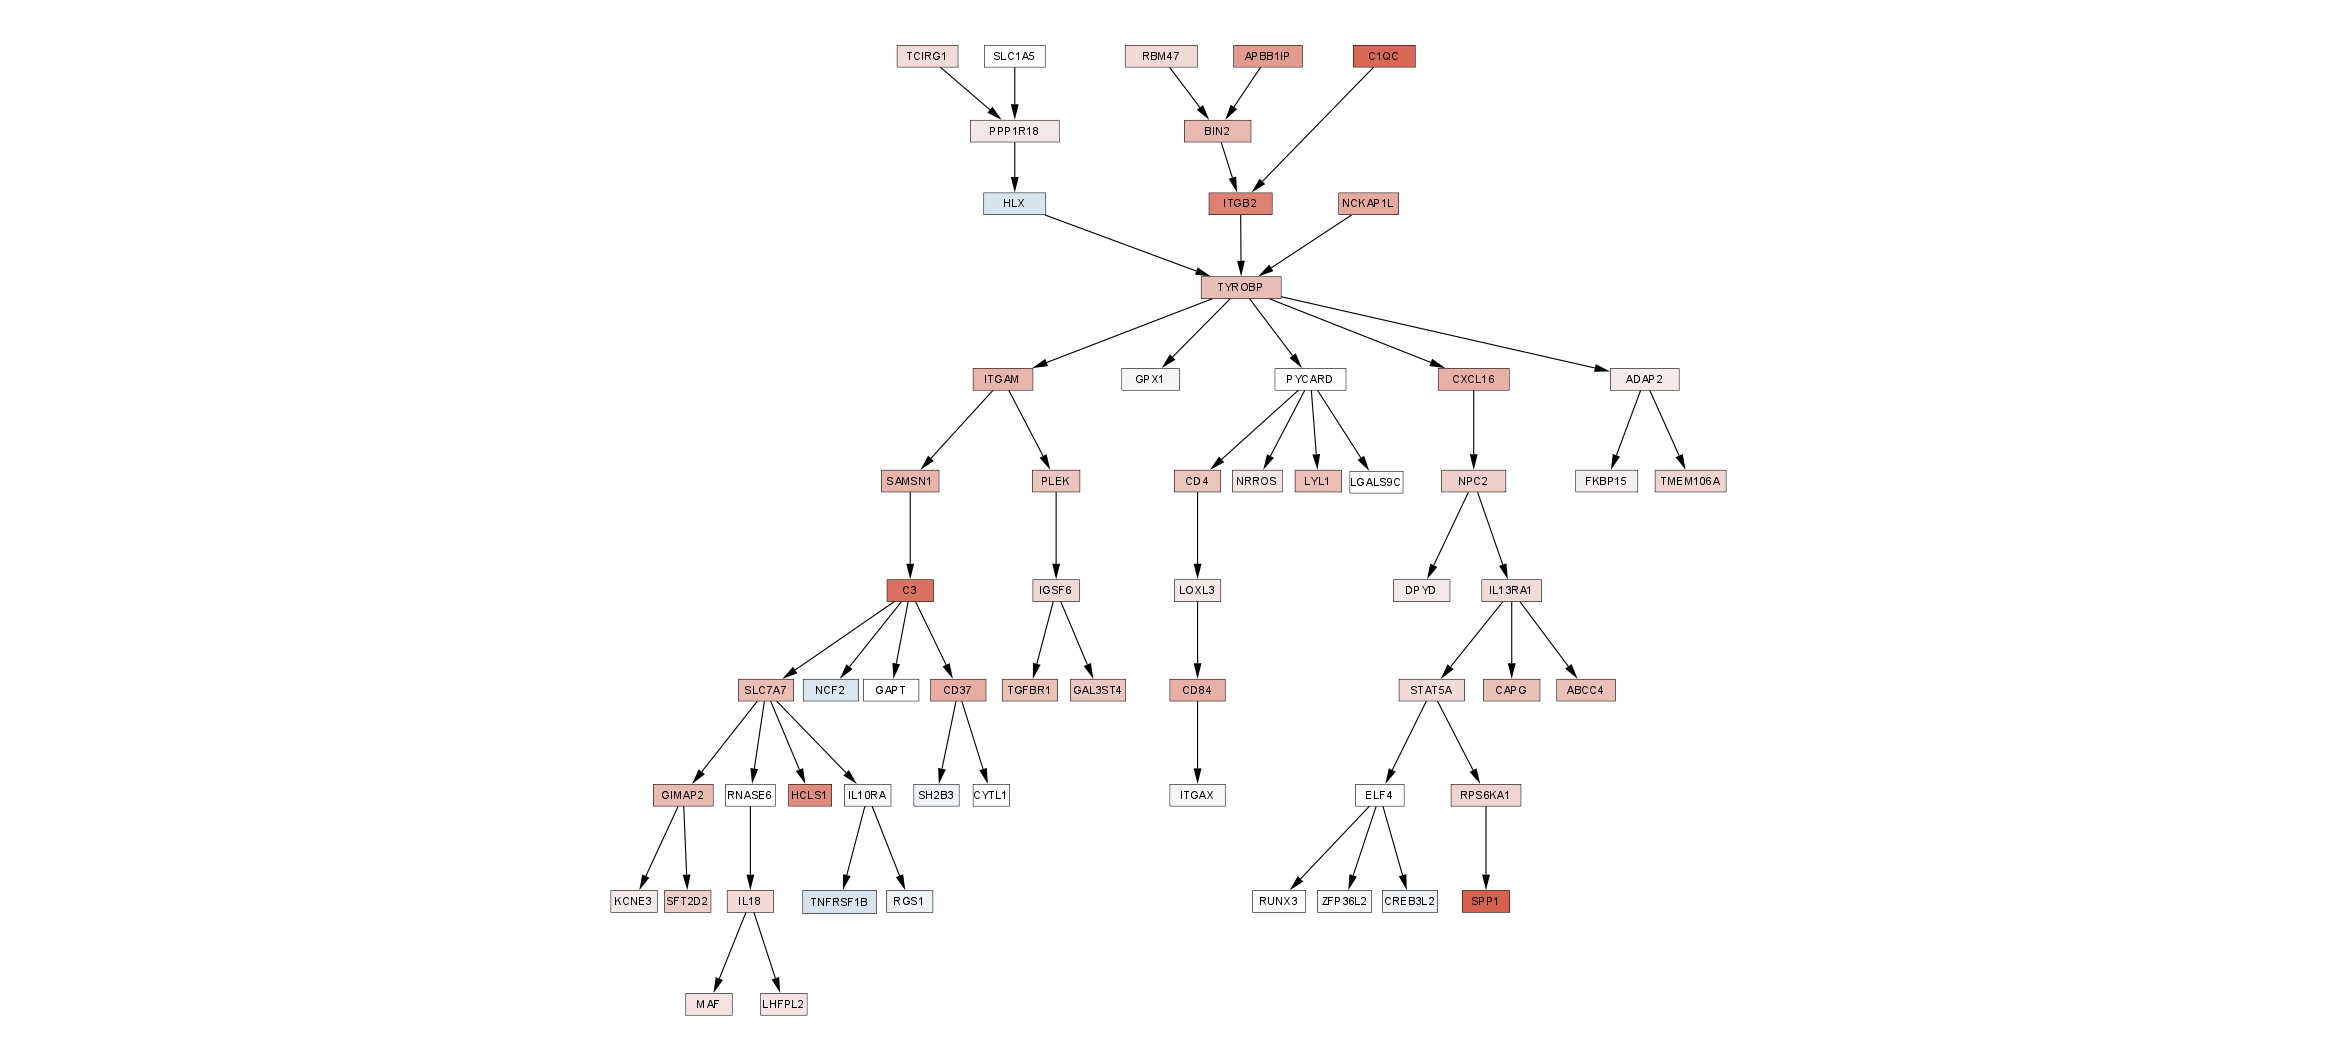 TCIRG1
SLC1A5
RBM47
APBB1IP
C1QC
PPP1R18
BIN2
HLX
ITGB2
NCKAP1L
TYROBP
ITGAM
GPX1
PYCARD
CXCL16
ADAP2
SAMSN1
PLEK
CD4
NRROS
LYL1
LGALS9C
NPC2
FKBP15
TMEM106A
C3
IGSF6
LOXL3
DPYD
IL13RA1
SLC7A7
NCF2
GAPT
CD37
TGFBR1
GAL3ST4
CD84
STAT5A
CAPG
ABCC4
GIMAP2
RNASE6
HCLS1
IL10RA
SH2B3
CYTL1
ITGAX
ELF4
RPS6KA1
KCNE3
SFT2D2
IL18
TNFRSF1B
RGS1
RUNX3
ZFP36L2
CREB3L2
SPP1
MAF
LHFPL2